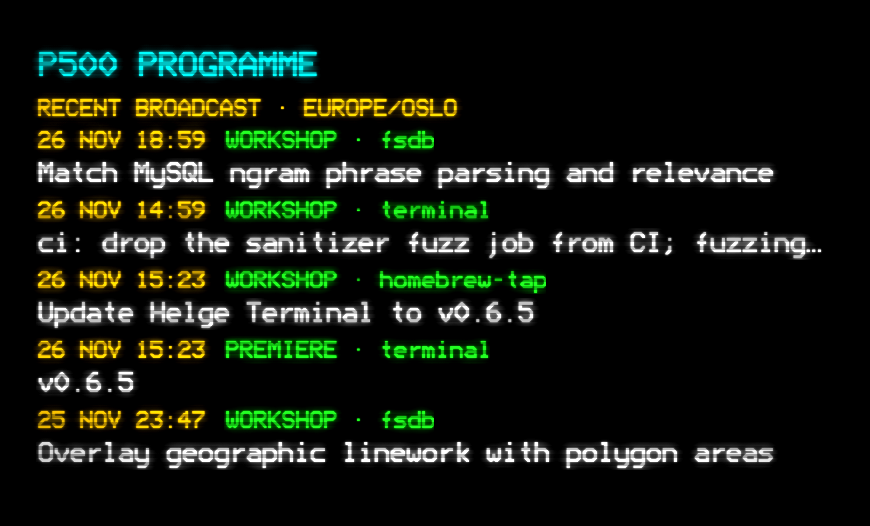 P500 PROGRAMME
RECENT BROADCAST · EUROPE/OSLO
26 NOV 18:59 WORKSHOP · fsdb
Match MySQL ngram phrase parsing and relevance
26 NOV 14:59 WORKSHOP · terminal
ci: drop the sanitizer fuzz job from CI; fuzzing…
26 NOV 15:23 WORKSHOP · homebrew-tap
Update Helge Terminal to v0.6.5
26 NOV 15:23 PREMIERE · terminal
v0.6.5
25 NOV 23:47 WORKSHOP · fsdb
Overlay geographic linework with polygon areas